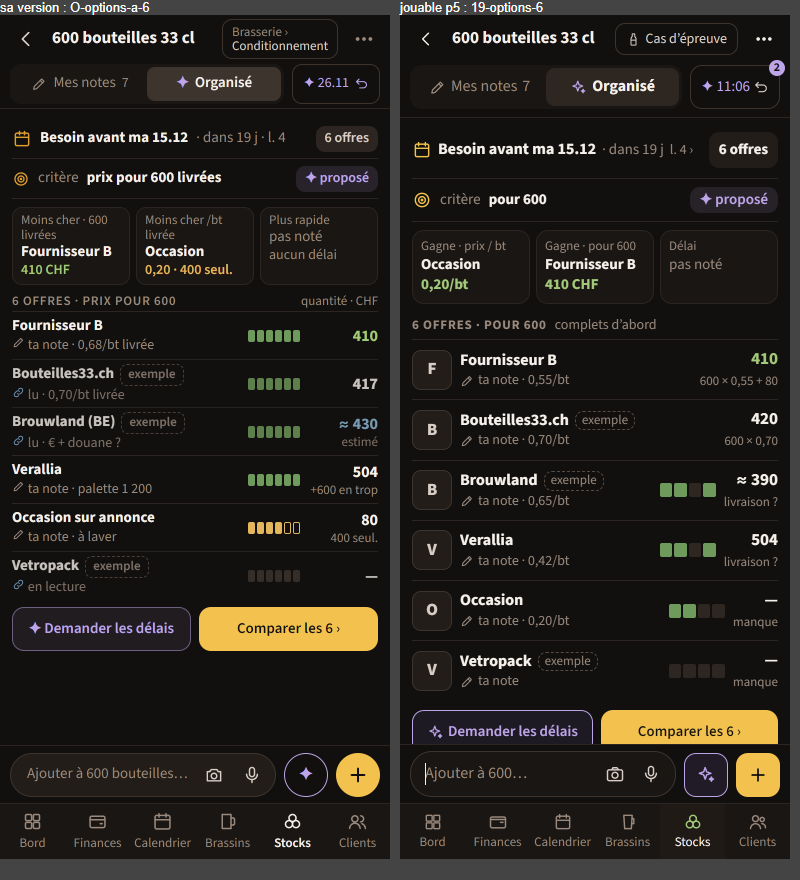 sa version : O-options-a-6
600 bouteilles 33 cl
Brasserie ›
Conditionnement
Mes notes 7
Organisé
26.11
Besoin avant ma 15.12 · dans 19 j · l. 4
6 offres
critère prix pour 600 livrées
proposé
Moins cher · 600
livrées
Fournisseur B
410 CHF
Moins cher /bt
livrée
Occasion
0,20 · 400 seul.
Plus rapide
pas noté
aucun délai
6 OFFRES · PRIX POUR 600
quantité · CHF
Fournisseur B
ta note · 0,68/bt livrée
410
Bouteilles33.ch exemple
lu · 0,70/bt livrée
417
Brouwland (BE) exemple
lu · € + douane ?
≈ 430
estimé
Verallia
ta note · palette 1 200
504
+600 en trop
Occasion sur annonce
ta note · à laver
80
400 seul.
Vetropack exemple
en lecture
—
Demander les délais
Comparer les 6 ›
Ajouter à 600 bouteilles…
Bord
Finances
Calendrier
Brassins
Stocks
Clients
jouable p5 : 19-options-6
600 bouteilles 33 cl
Cas d’épreuve
Mes notes 7
Organisé
11:06
2
Besoin avant ma 15.12 · dans 19 j l. 4 ›
6 offres
critère pour 600
proposé
Gagne · prix / bt
Occasion
0,20/bt
Gagne · pour 600
Fournisseur B
410 CHF
Délai
pas noté
6 OFFRES · POUR 600 complets d’abord
F
Fournisseur B
ta note · 0,55/bt
410
600 × 0,55 + 80
B
Bouteilles33.ch exemple
ta note · 0,70/bt
420
600 × 0,70
B
Brouwland exemple
ta note · 0,65/bt
≈ 390
livraison ?
V
Verallia
ta note · 0,42/bt
504
livraison ?
O
Occasion
ta note · 0,20/bt
—
manque
V
Vetropack exemple
ta note
—
manque
Demander les délais
Comparer les 6 ›
Ajouter à 600…
Bord
Finances
Calendrier
Brassins
Stocks
Clients